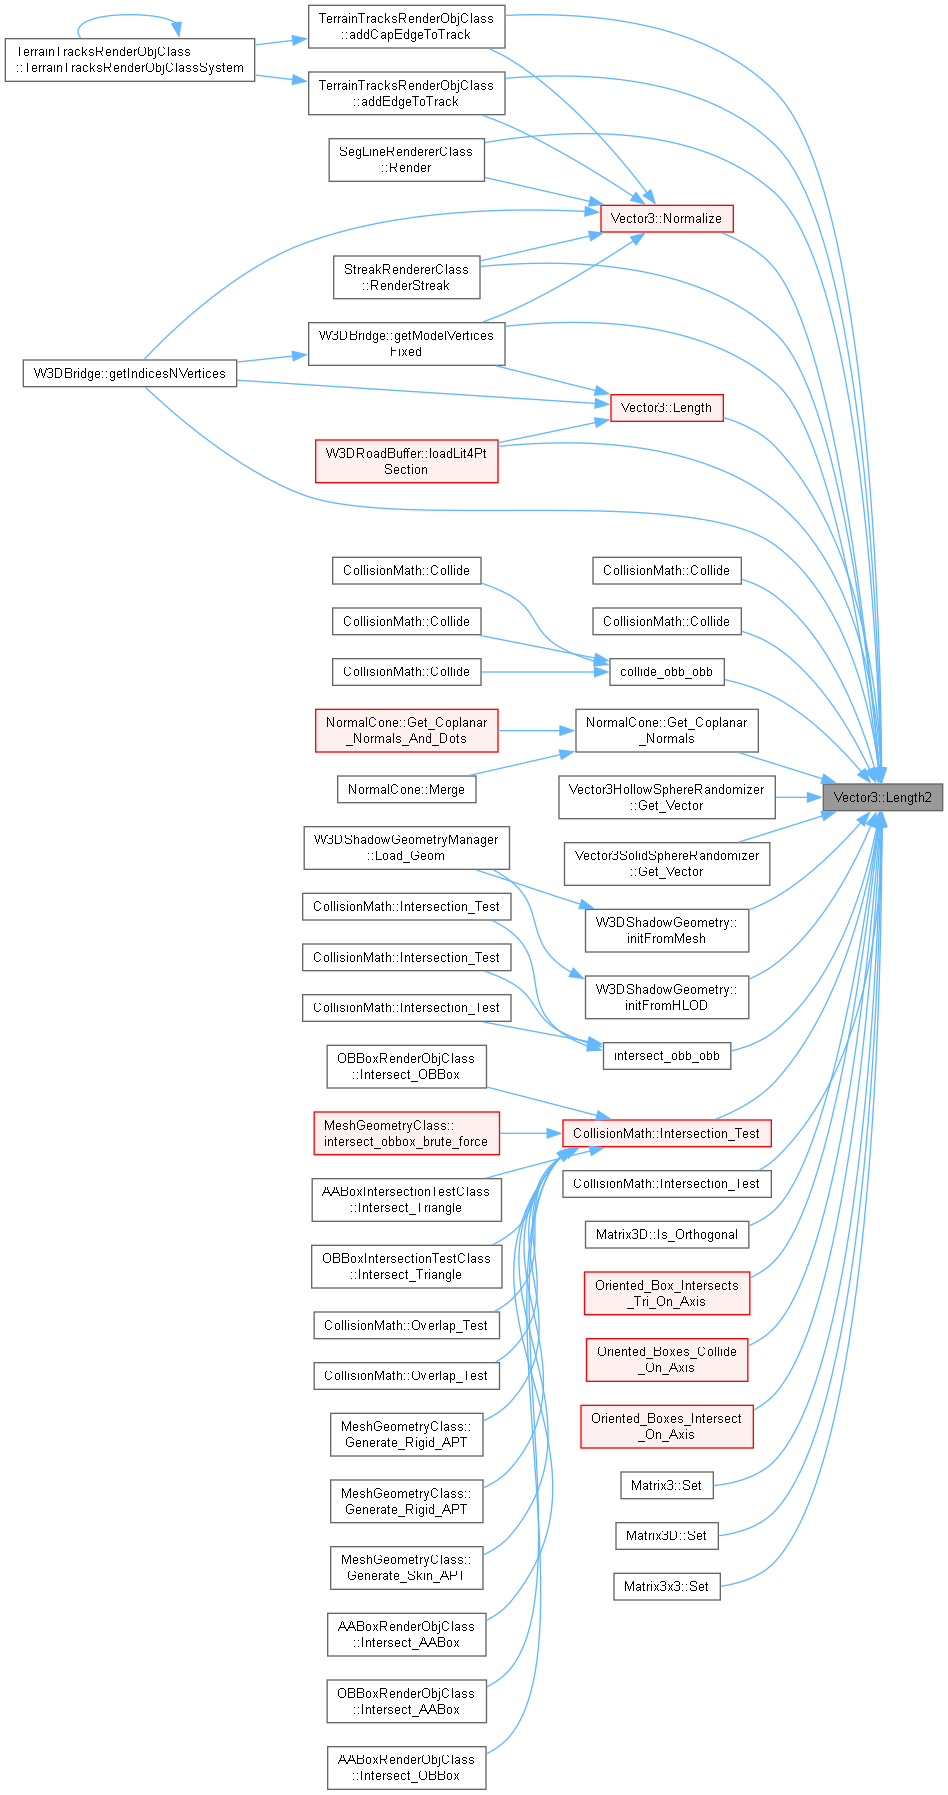 TerrainTracksRenderObjClass
::addCapEdgeToTrack
TerrainTracksRenderObjClass
::TerrainTracksRenderObjClassSystem
TerrainTracksRenderObjClass
::addEdgeToTrack
SegLineRendererClass
::Render
Vector3::Normalize
StreakRendererClass
::RenderStreak
W3DBridge::getModelVertices
Fixed
W3DBridge::getIndicesNVertices
Vector3::Length
W3DRoadBuffer::loadLit4Pt
Section
CollisionMath::Collide
CollisionMath::Collide
CollisionMath::Collide
CollisionMath::Collide
CollisionMath::Collide
collide_obb_obb
NormalCone::Get_Coplanar
_Normals_And_Dots
NormalCone::Get_Coplanar
_Normals
NormalCone::Merge
Vector3HollowSphereRandomizer
::Get_Vector
Vector3::Length2
W3DShadowGeometryManager
::Load_Geom
Vector3SolidSphereRandomizer
::Get_Vector
CollisionMath::Intersection_Test
W3DShadowGeometry::
initFromMesh
CollisionMath::Intersection_Test
W3DShadowGeometry::
initFromHLOD
CollisionMath::Intersection_Test
intersect_obb_obb
OBBoxRenderObjClass
::Intersect_OBBox
MeshGeometryClass::
intersect_obbox_brute_force
CollisionMath::Intersection_Test
AABoxIntersectionTestClass
::Intersect_Triangle
CollisionMath::Intersection_Test
OBBoxIntersectionTestClass
::Intersect_Triangle
Matrix3D::Is_Orthogonal
CollisionMath::Overlap_Test
Oriented_Box_Intersects
_Tri_On_Axis
CollisionMath::Overlap_Test
Oriented_Boxes_Collide
_On_Axis
MeshGeometryClass::
Generate_Rigid_APT
Oriented_Boxes_Intersect
_On_Axis
MeshGeometryClass::
Generate_Rigid_APT
Matrix3::Set
MeshGeometryClass::
Generate_Skin_APT
Matrix3D::Set
Matrix3x3::Set
AABoxRenderObjClass
::Intersect_AABox
OBBoxRenderObjClass
::Intersect_AABox
AABoxRenderObjClass
::Intersect_OBBox